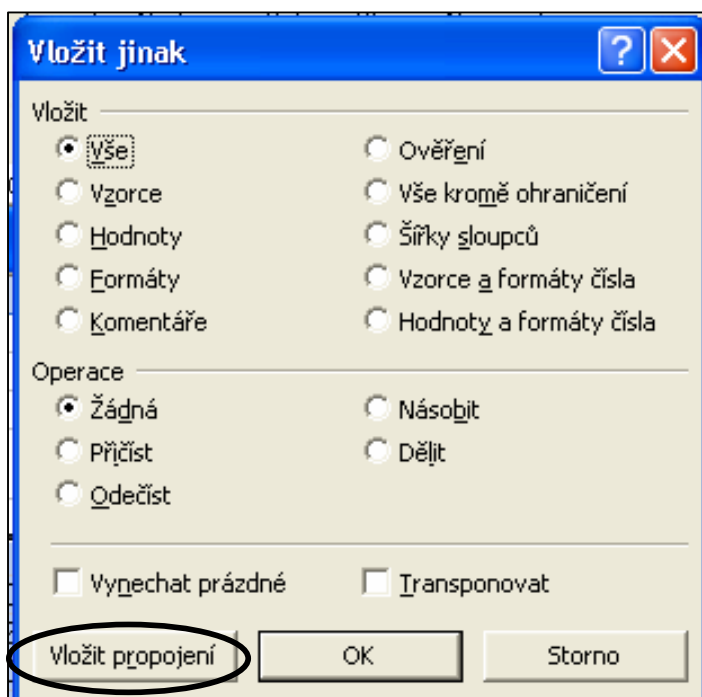 Vložit jinak
Vložit
Vše
Ověření
Vzorce
Vše kromě ohraničení
Hodnoty
Šířky sloupců
Formáty
Vzorce a formáty čísla
Komentáře
Hodnoty a formáty čísla
Operace
Žádná
Násobit
Přičíst
Dělit
Odečíst
Vynechat prázdné
Transponovat
Vložit propojení
OK
Storno